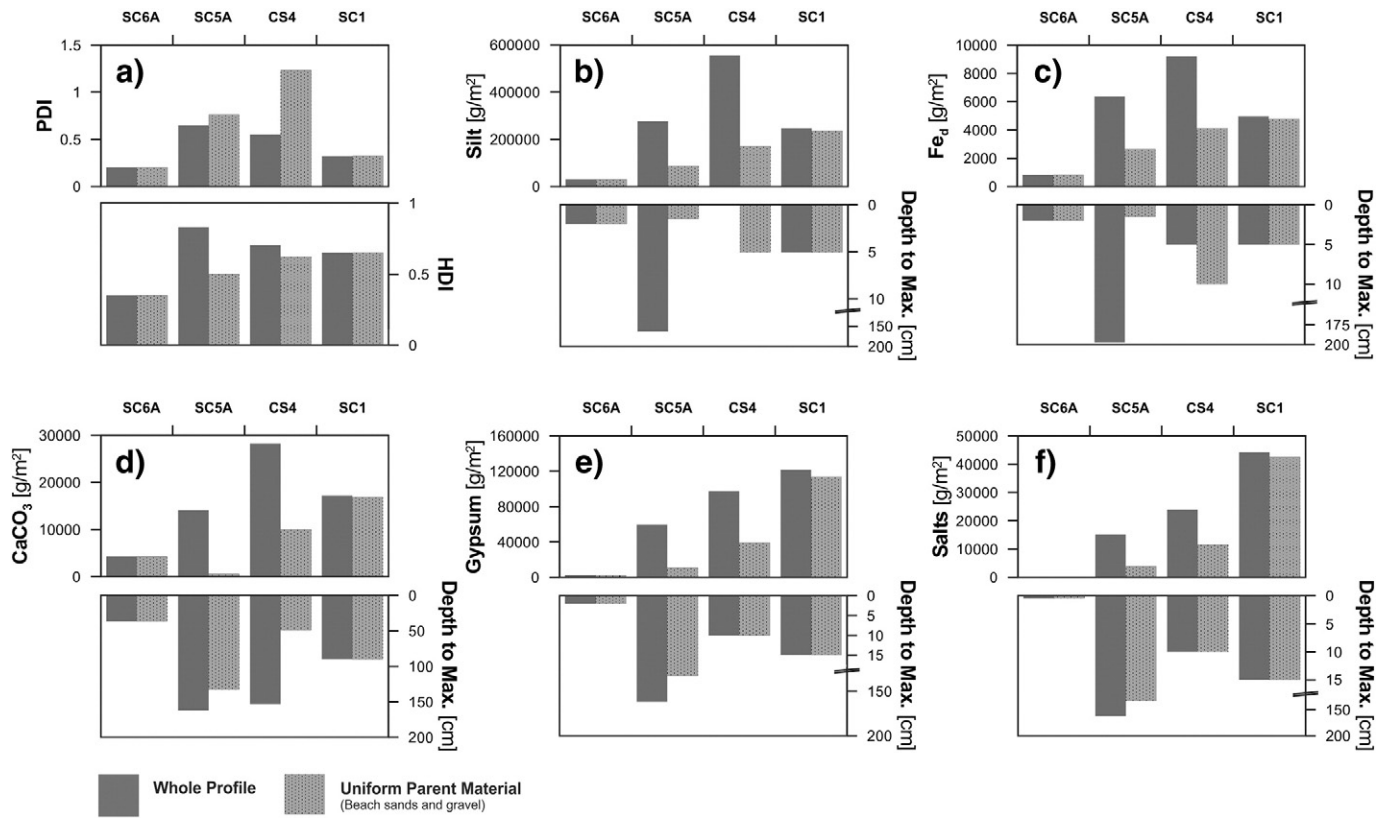 SC6A SC5A CS4 SC1
a)
PDI
1.5
1
0.5
0
HDI
1
0.5
0
SC6A SC5A CS4 SC1
b)
Silt [g/m²]
600000
400000
200000
0
Depth to Max. [cm]
0
5
10
150
200
SC6A SC5A CS4 SC1
c)
Fed [g/m²]
10000
8000
6000
4000
2000
0
Depth to Max. [cm]
0
5
10
175
200
SC6A SC5A CS4 SC1
d)
CaCO₃ [g/m²]
30000
20000
10000
0
Depth to Max. [cm]
0
50
100
150
200
SC6A SC5A CS4 SC1
e)
Gypsum [g/m²]
160000
120000
80000
40000
0
Depth to Max. [cm]
0
5
10
15
150
200
SC6A SC5A CS4 SC1
f)
Salts [g/m²]
50000
40000
30000
20000
10000
0
Depth to Max. [cm]
0
5
10
15
150
200
Whole Profile
Uniform Parent Material
(Beach sands and gravel)